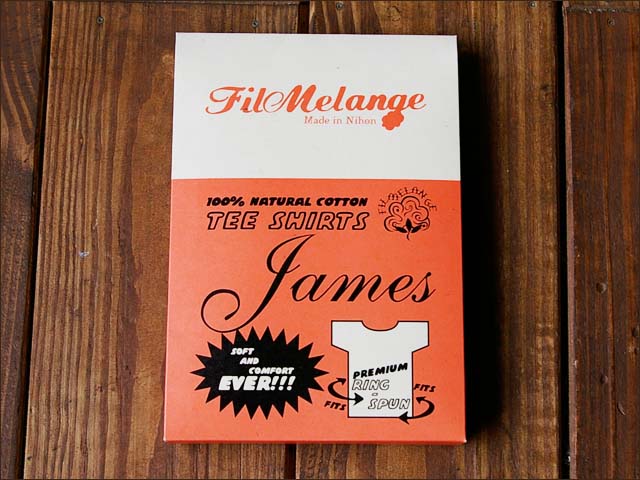 FilMelange
Made in Nihon
100% NATURAL COTTON
TEE SHIRTS
FILMELANGE
James
SOFT
AND
COMFORT
EVER!!!
PREMIUM
RING
-
SPUN
FITS
FITS